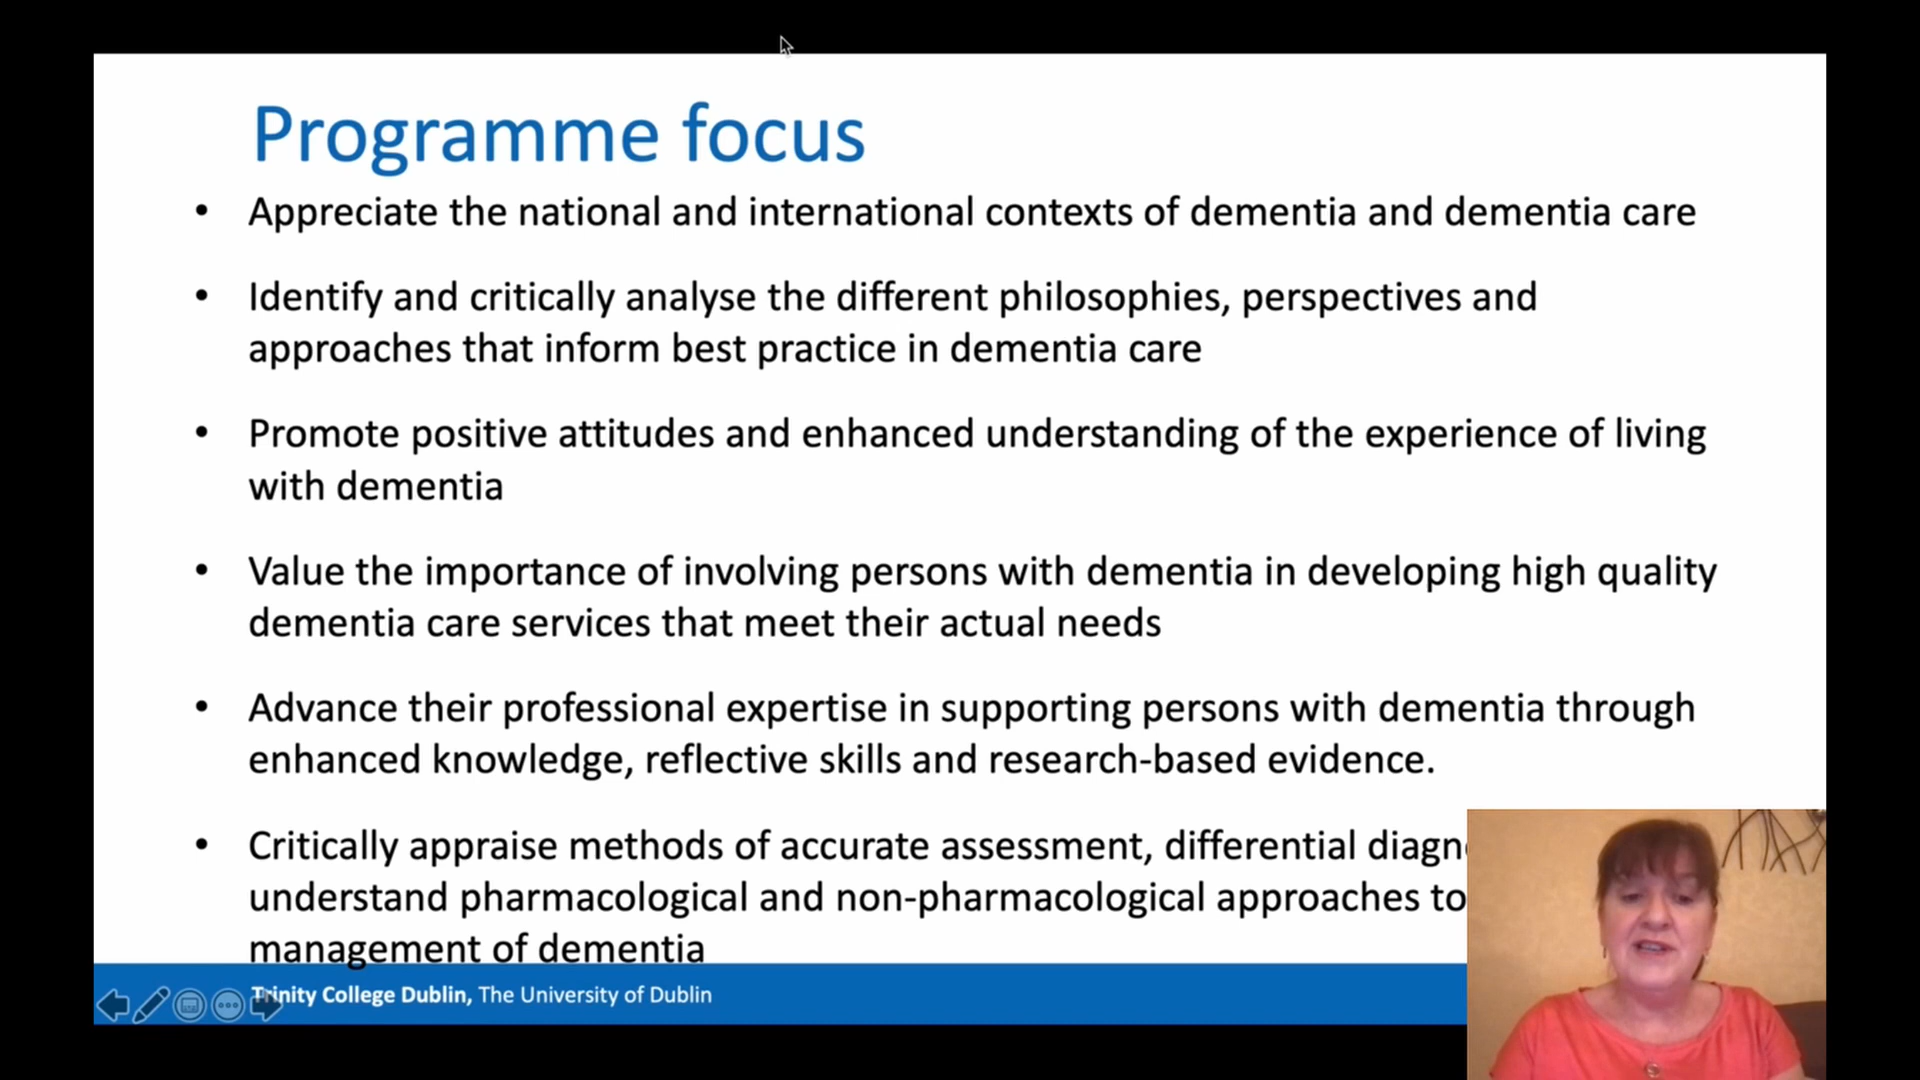 Programme focus
• Appreciate the national and international contexts of dementia and dementia care
• Identify and critically analyse the different philosophies, perspectives and
approaches that inform best practice in dementia care
• Promote positive attitudes and enhanced understanding of the experience of living
with dementia
• Value the importance of involving persons with dementia in developing high quality
dementia care services that meet their actual needs
• Advance their professional expertise in supporting persons with dementia through
enhanced knowledge, reflective skills and research-based evidence.
• Critically appraise methods of accurate assessment, differential
understand pharmacological and non-pharmacological approaches to
management of dementia
Trinity College Dublin, The University of Dublin